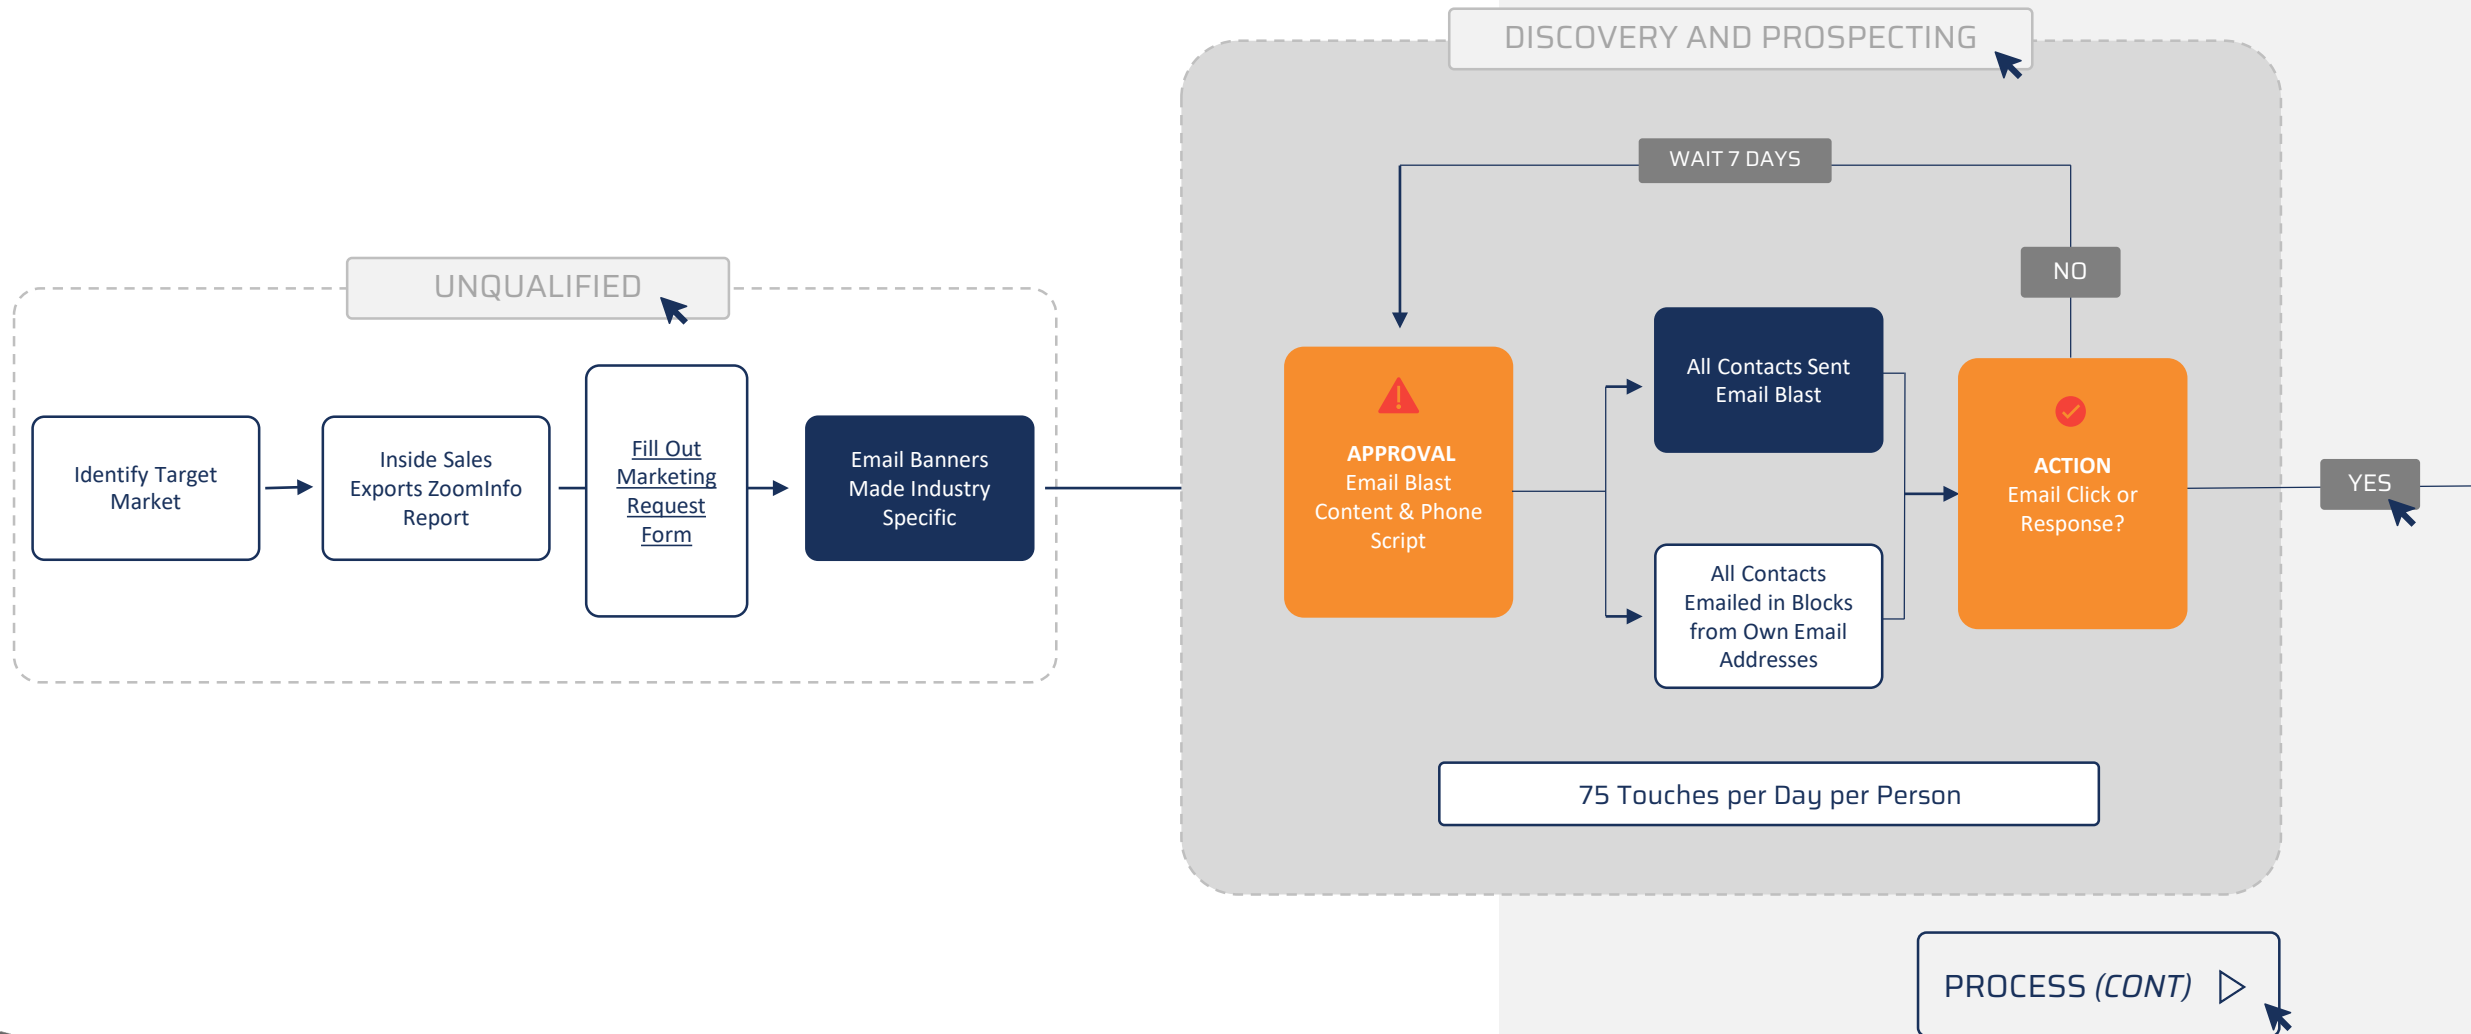 DISCOVERY AND PROSPECTING
WAIT 7 DAYS
NO
UNQUALIFIED
Identify Target
Market
Inside Sales
Exports ZoomInfo
Report
Fill Out
Marketing
Request
Form
Email Banners
Made Industry
Specific
APPROVAL
Email Blast
Content & Phone
Script
All Contacts Sent
Email Blast
All Contacts
Emailed in Blocks
from Own Email
Addresses
ACTION
Email Click or
Response?
YES
75 Touches per Day per Person
PROCESS (CONT)